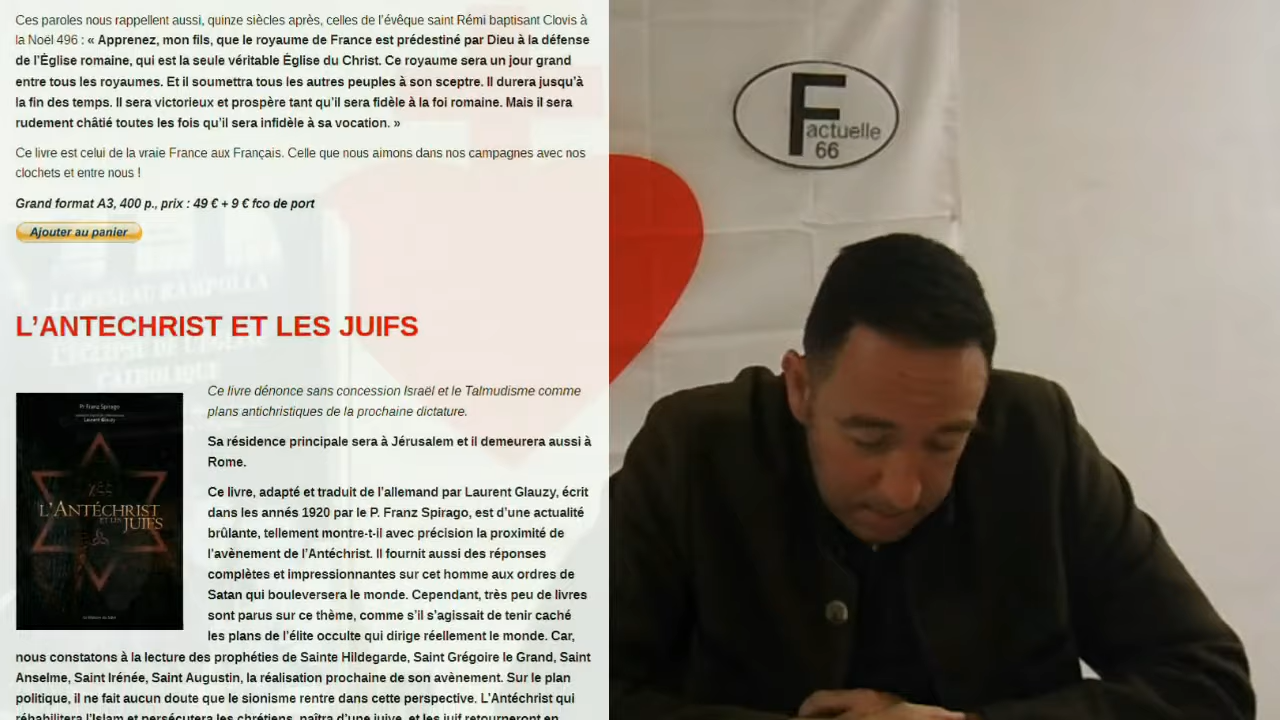 Ces paroles nous rappellent aussi, quinze siècles après, celles de l'évêque saint Rémi baptisant Clovis à
la Noël 496 : « Apprenez, mon fils, que le royaume de France est prédestiné par Dieu à la défense
de l'Église romaine, qui est la seule véritable Église du Christ. Ce royaume sera un jour grand
entre tous les royaumes. Et il soumettra tous les autres peuples à son sceptre. Il durera jusqu'à
la fin des temps. Il sera victorieux et prospère tant qu'il sera fidèle à la foi romaine. Mais il sera
rudement châtié toutes les fois qu'il sera infidèle à sa vocation. »
Ce livre est celui de la vraie France aux Français. Celle que nous aimons dans nos campagnes avec nos
clochets et entre nous !
Grand format A3, 400 p., prix : 49 € + 9 € fco de port
Ajouter au panier
LE RESEAU RAMPOLLA
L'ECLIPSE DE L'EGLISE
CATHOLIQUE
L'ANTECHRIST ET LES JUIFS
Ce livre dénonce sans concession Israël et le Talmudisme comme
plans antichristiques de la prochaine dictature.
Sa résidence principale sera à Jérusalem et il demeurera aussi à
Rome.
Ce livre, adapté et traduit de l'allemand par Laurent Glauzy, écrit
dans les annés 1920 par le P. Franz Spirago, est d'une actualité
brûlante, tellement montre-t-il avec précision la proximité de
l'avènement de l'Antéchrist. Il fournit aussi des réponses
complètes et impressionnantes sur cet homme aux ordres de
Satan qui bouleversera le monde. Cependant, très peu de livres
sont parus sur ce thème, comme s'il s'agissait de tenir caché
les plans de l'élite occulte qui dirige réellement le monde. Car,
nous constatons à la lecture des prophéties de Sainte Hildegarde, Saint Grégoire le Grand, Saint
Anselme, Saint Irénée, Saint Augustin, la réalisation prochaine de son avènement. Sur le plan
politique, il ne fait aucun doute que le sionisme rentre dans cette perspective. L'Antéchrist qui
réhabilitera l'Islam et persécutera les chrétiens, naîtra d'une juive, et les juif retourneront en
Pr Franz Spirago
Laurent Glauzy
L'ANTÉCHRIST
ET LES
JUIFS
F
actuelle
66